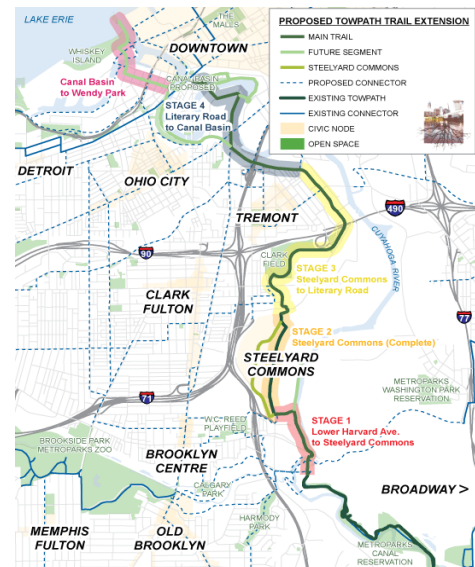 LAKE ERIE
THE
MALLS
WHISKEY
ISLAND
DOWNTOWN
Canal Basin
to Wendy Park
CANAL BASIN
(PROPOSED)
STAGE 4
Literary Road
to Canal Basin
PROPOSED TOWPATH TRAIL EXTENSION
MAIN TRAIL
FUTURE SEGMENT
STEELYARD COMMONS
PROPOSED CONNECTOR
EXISTING TOWPATH
EXISTING CONNECTOR
CIVIC NODE
OPEN SPACE
DETROIT
OHIO CITY
TREMONT
490
CUYAHOGA
RIVER
90
CLARK
FIELD
STAGE 3
Steelyard Commons
to Literary Road
CLARK
FULTON
77
STAGE 2
Steelyard Commons (Complete)
STEELYARD
COMMONS
71
METROPARKS
WASHINGTON PARK
RESERVATION
W.C. REED
PLAYFIELD
STAGE 1
Lower Harvard Ave.
to Steelyard Commons
BROOKSIDE PARK
METROPARKS ZOO
BROOKLYN
CENTRE
CALGARY
PARK
BROADWAY >
HARMODY
PARK
MEMPHIS
FULTON
OLD
BROOKLYN
METROPARKS
CANAL
RESERVATION